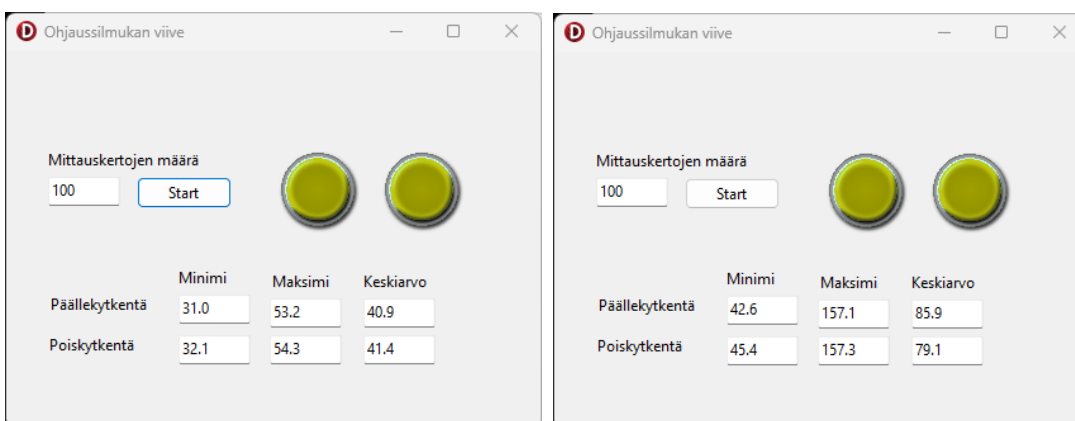 Ohjaussilmukan viive
Mittauskertojen määrä
100 Start
Minimi Maksimi Keskiarvo
Päällekytkentä 31.0 53.2 40.9
Poiskytkentä 32.1 54.3 41.4
Ohjaussilmukan viive
Mittauskertojen määrä
100 Start
Minimi Maksimi Keskiarvo
Päällekytkentä 42.6 157.1 85.9
Poiskytkentä 45.4 157.3 79.1